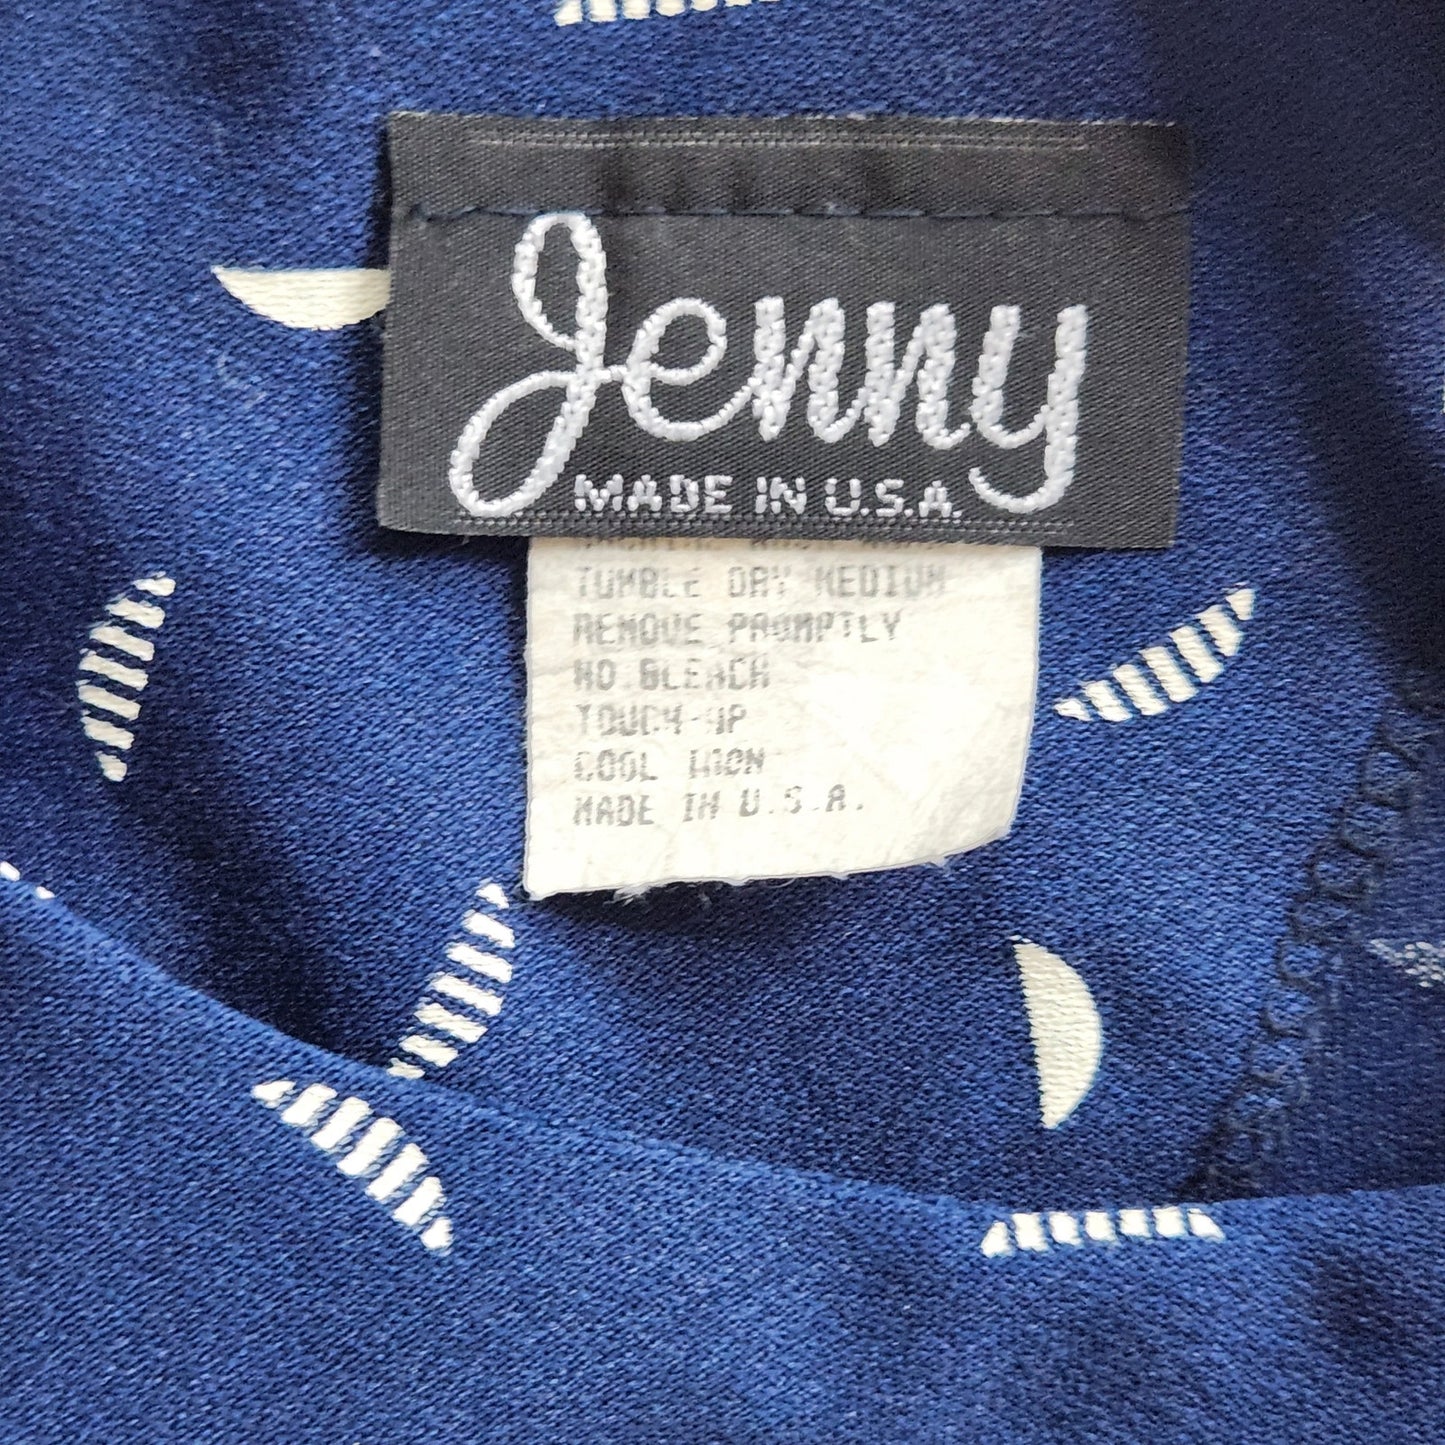 Jenny
MADE IN U.S.A.
TUMBLE DRY MEDIUM
REMOVE PROMPTLY
NO BLEACH
TOUCH-UP
COOL IRON
MADE IN U.S.A.